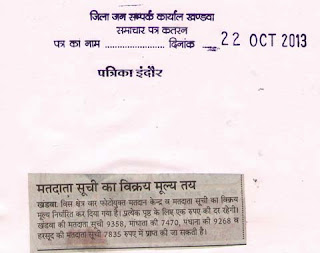 जिला जन सम्पर्क कार्याल खण्डवा
समाचार पत्र कतरन
पत्र का नाम .................... दिनांक ........ 22 OCT 2013
पत्रिका इंदौर
मतदाता सूची का विक्रय मूल्य तय
खंडवा. विस क्षेत्र वार फोटोयुक्त मतदान केन्द्र व मतदाता सूची का विक्रय
मूल्य निर्धारित कर दिया गया है। प्रत्येक पृष्ठ के लिए एक रुपए की दर रहेगी।
खंडवा की मतदाता सूची 9358, मांधाता की 7470, पंधाना की 9268 व
हरसूद की मतदाता सूची 7835 रुपए में प्राप्त की जा सकती है।